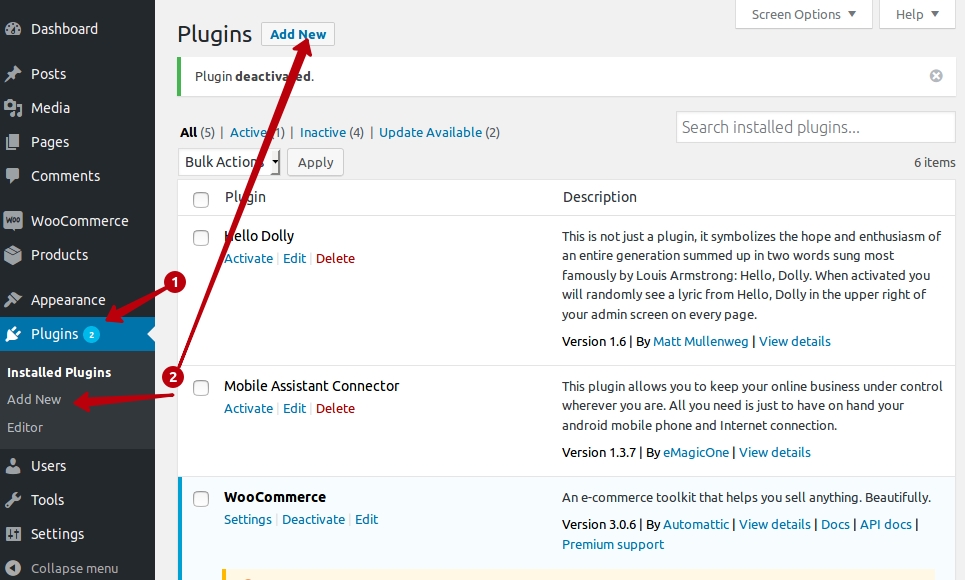 Dashboard
Posts
Media
Pages
Comments
WOO WooCommerce
Products
Appearance
Plugins 2
Installed Plugins
Add New
Editor
Users
Tools
Settings
Collapse menu
1
2
Screen Options
Help
Plugins Add New
Plugin deactivated.
All (5) | Active (1) | Inactive (4) | Update Available (2)
Search installed plugins...
Bulk Actions Apply
6 items
Plugin Description
Hello Dolly
Activate | Edit | Delete
This is not just a plugin, it symbolizes the hope and enthusiasm of
an entire generation summed up in two words sung most
famously by Louis Armstrong: Hello, Dolly. When activated you
will randomly see a lyric from Hello, Dolly in the upper right of
your admin screen on every page.
Version 1.6 | By Matt Mullenweg | View details
Mobile Assistant Connector
Activate | Edit | Delete
This plugin allows you to keep your online business under control
wherever you are. All you need is just to have on hand your
android mobile phone and Internet connection.
Version 1.3.7 | By eMagicOne | View details
WooCommerce
Settings | Deactivate | Edit
An e-commerce toolkit that helps you sell anything. Beautifully.
Version 3.0.6 | By Automattic | View details | Docs | API docs |
Premium support